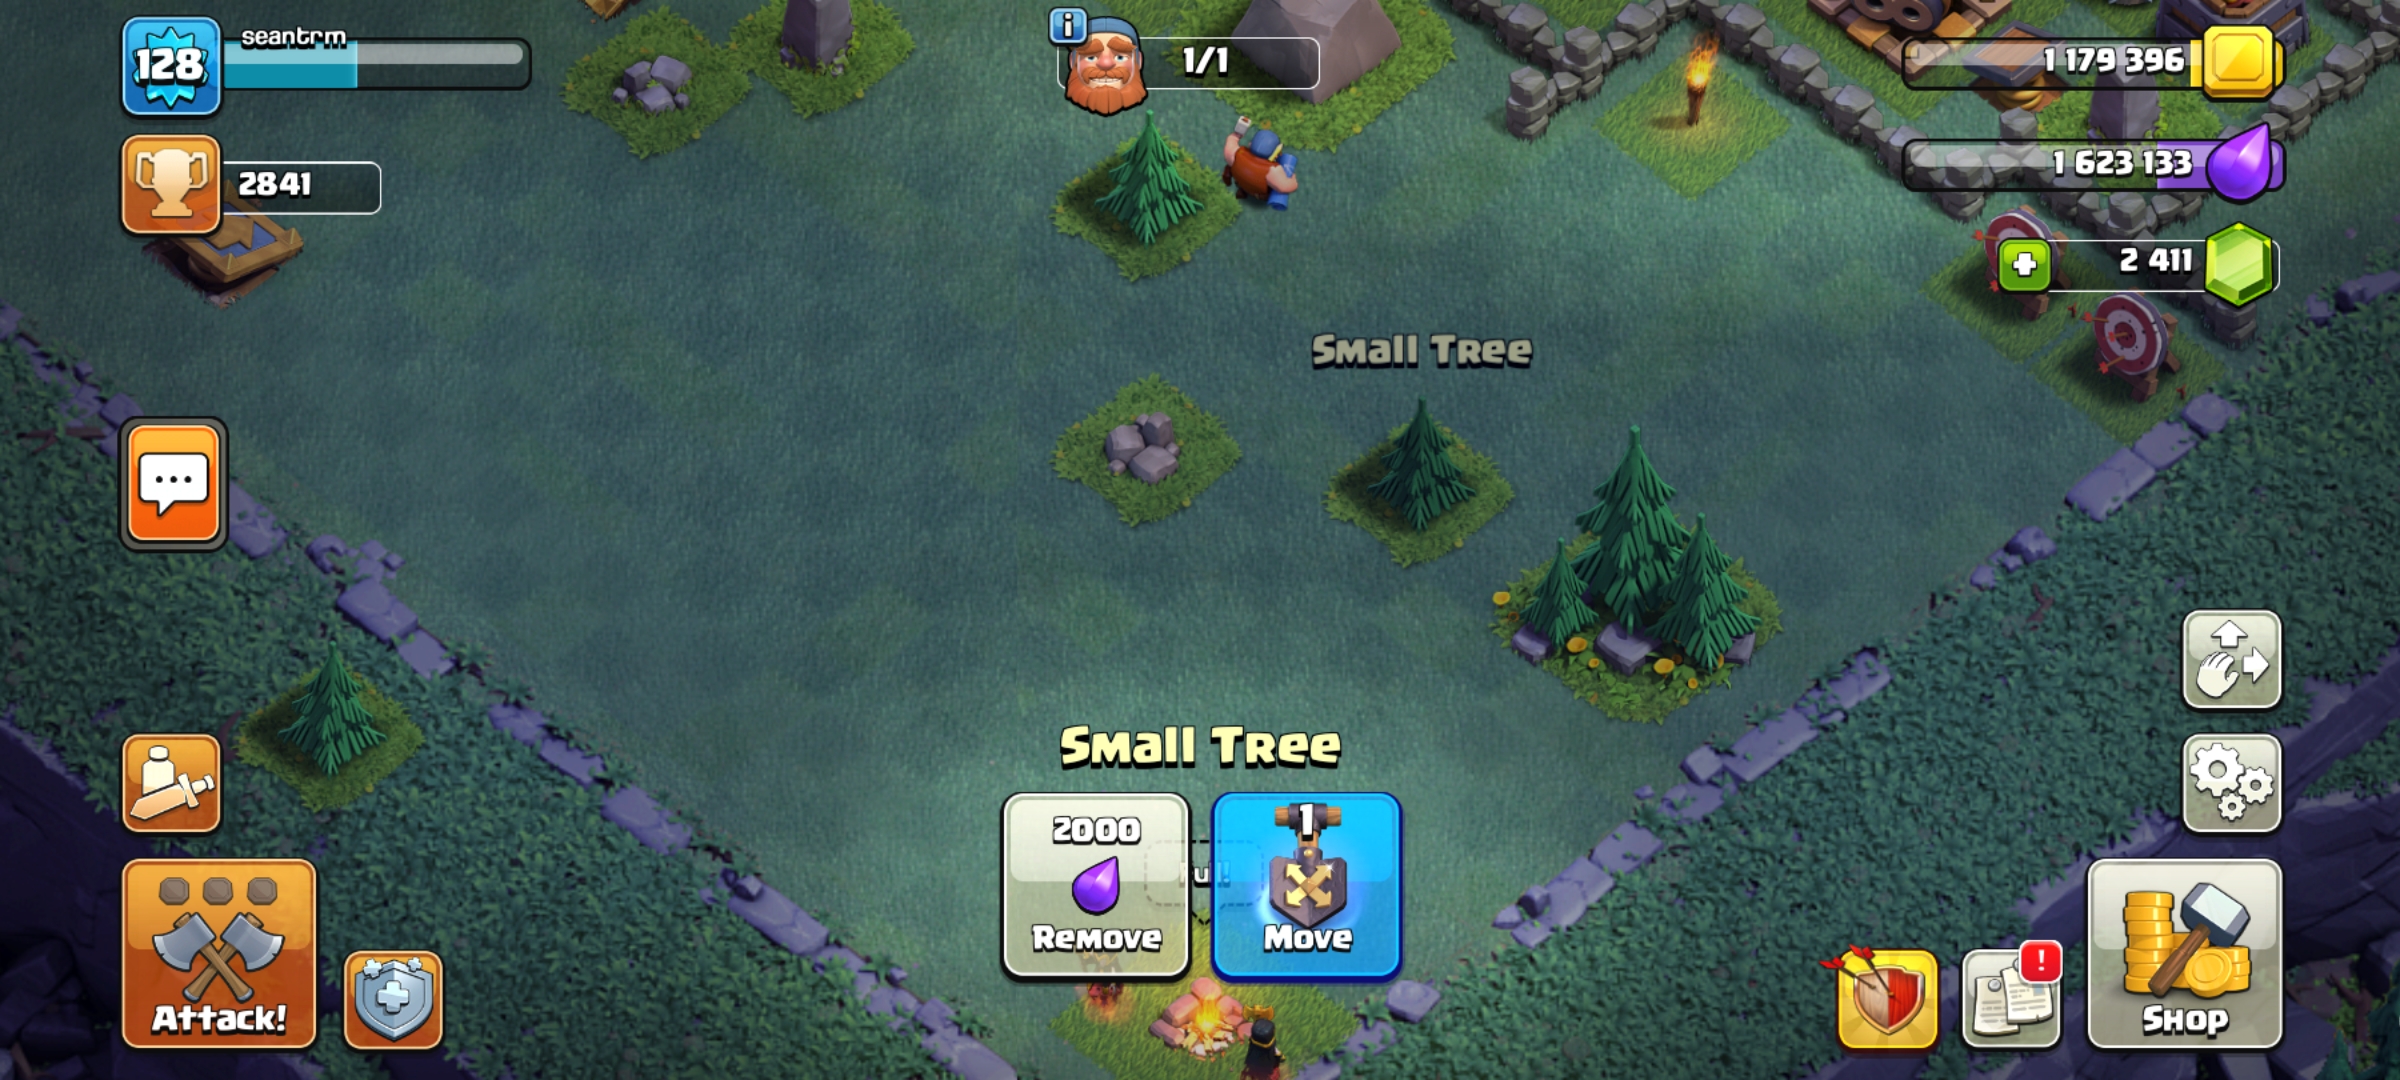 128
seantrm
1/1
1 179 396
1 623 133
2841
2 411
Small Tree
Small Tree
2000
1
Remove
Move
Attack!
!
Shop